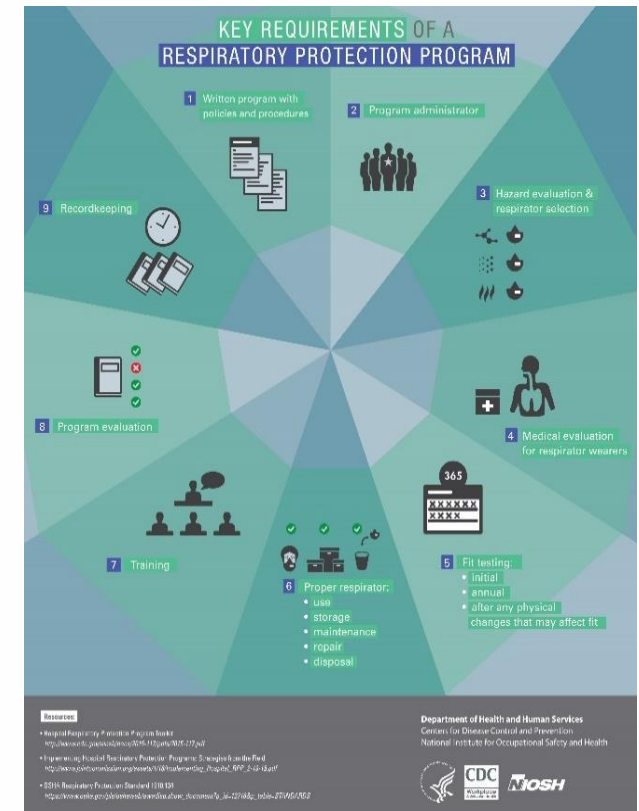 KEY REQUIREMENTS OF A
RESPIRATORY PROTECTION PROGRAM
1 Written program with
policies and procedures
2 Program administrator
3 Hazard evaluation &
respirator selection
4 Medical evaluation
for respirator wearers
365
5 Fit testing:
• initial
• annual
• after any physical
changes that may affect fit
6 Proper respirator:
• use
• storage
• maintenance
• repair
• disposal
7 Training
8 Program evaluation
9 Recordkeeping
Resources:
• Hospital Respiratory Protection Program Toolkit
• Implementing Hospital Respiratory Protection Programs: Strategies from the Field
• OSHA Respiratory Protection Standard 1910.134
Department of Health and Human Services
Centers for Disease Control and Prevention
National Institute for Occupational Safety and Health
CDC
NIOSH